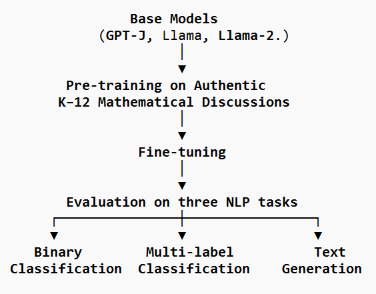 Base Models
(GPT-J, Llama, Llama-2.)
Pre-training on Authentic
K–12 Mathematical Discussions
Fine-tuning
Evaluation on three NLP tasks
Binary Multi-label Text
Classification Classification Generation